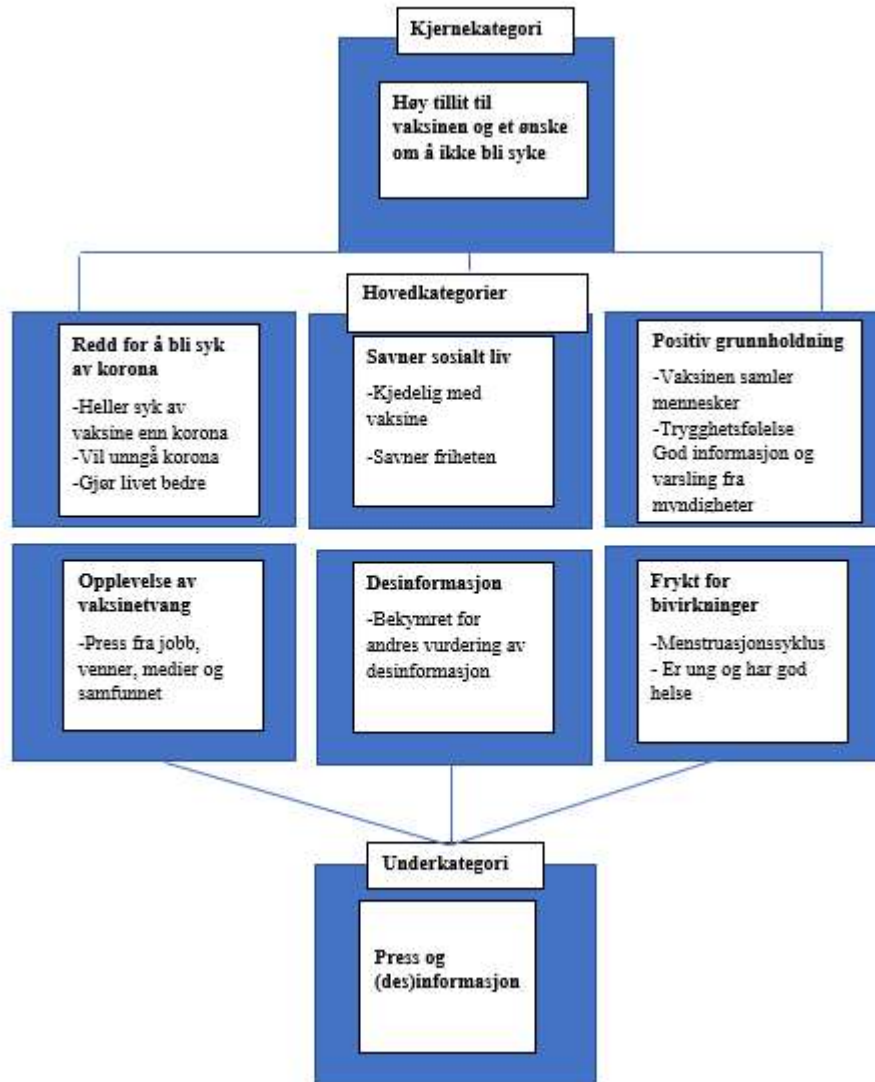 Kjernekategori
Høy tillit til
vaksinen og et ønske
om å ikke bli syke
Hovedkategorier
Redd for å bli syk
av korona
-Heller syk av
vaksine enn korona
-Vil unngå korona
-Gjør livet bedre
Savner sosialt liv
-Kjedelig med
vaksine
-Savner friheten
Positiv grunnholdning
-Vaksinen samler
mennesker
-Trygghetsfølelse
God informasjon og
varsling fra
myndigheter
Opplevelse av
vaksinetvang
-Press fra jobb,
venner, medier og
samfunnet
Desinformasjon
-Bekymret for
andres vurdering av
desinformasjon
Frykt for
bivirkninger
-Menstruasjonssyklus
- Er ung og har god
helse
Underkategori
Press og
(des)informasjon